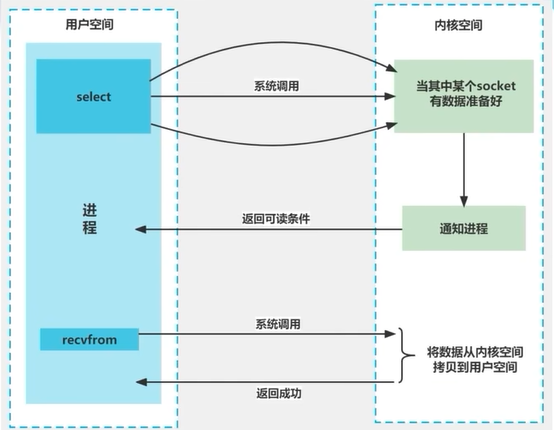 用户空间
内核空间
select
系统调用
当其中某个socket
有数据准备好
进
程
返回可读条件
通知进程
系统调用
recvfrom
将数据从内核空间
拷贝到用户空间
返回成功